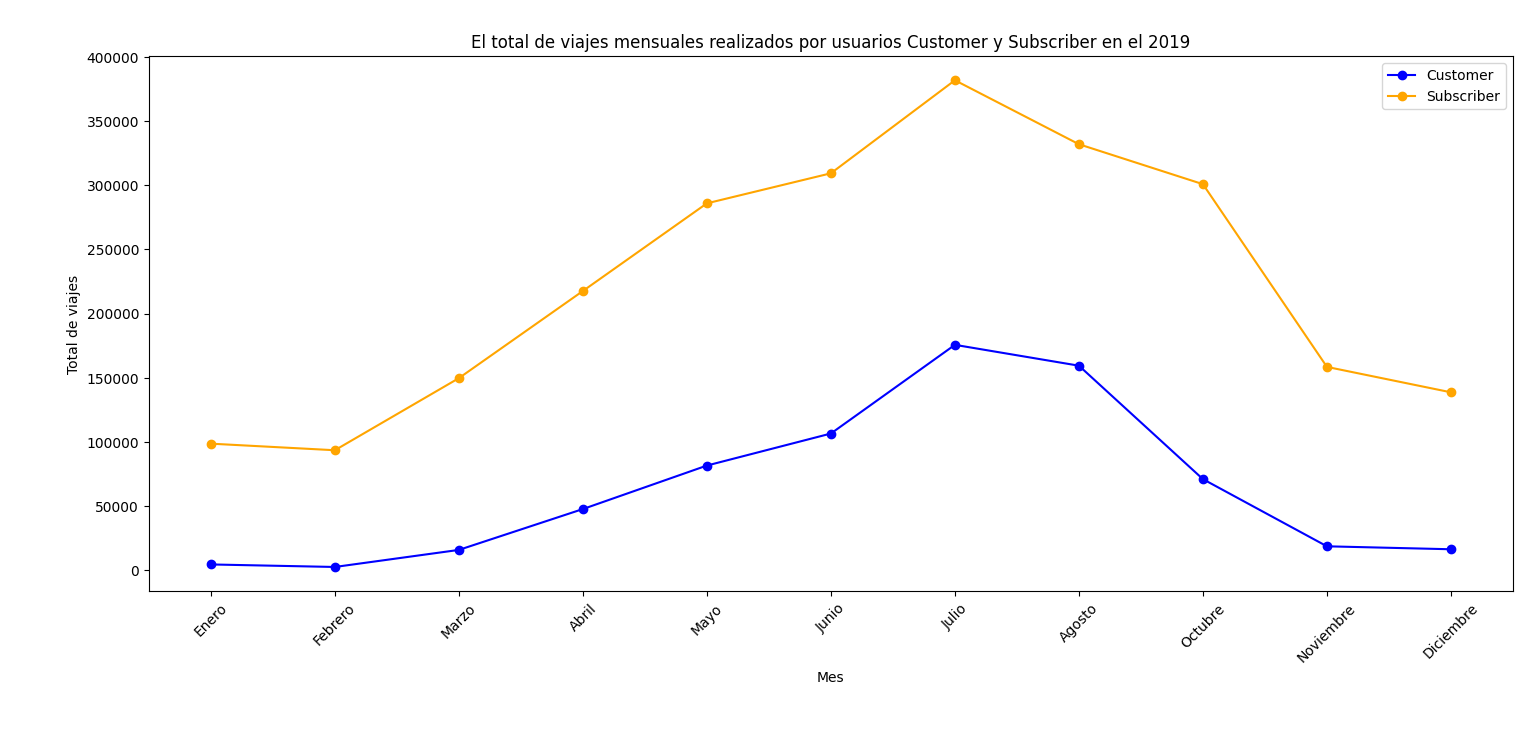 El total de viajes mensuales realizados por usuarios Customer y Subscriber en el 2019
Customer
Subscriber
Total de viajes
400000
350000
300000
250000
200000
150000
100000
50000
0
Enero
Febrero
Marzo
Abril
Mayo
Junio
Julio
Agosto
Octubre
Noviembre
Diciembre
Mes